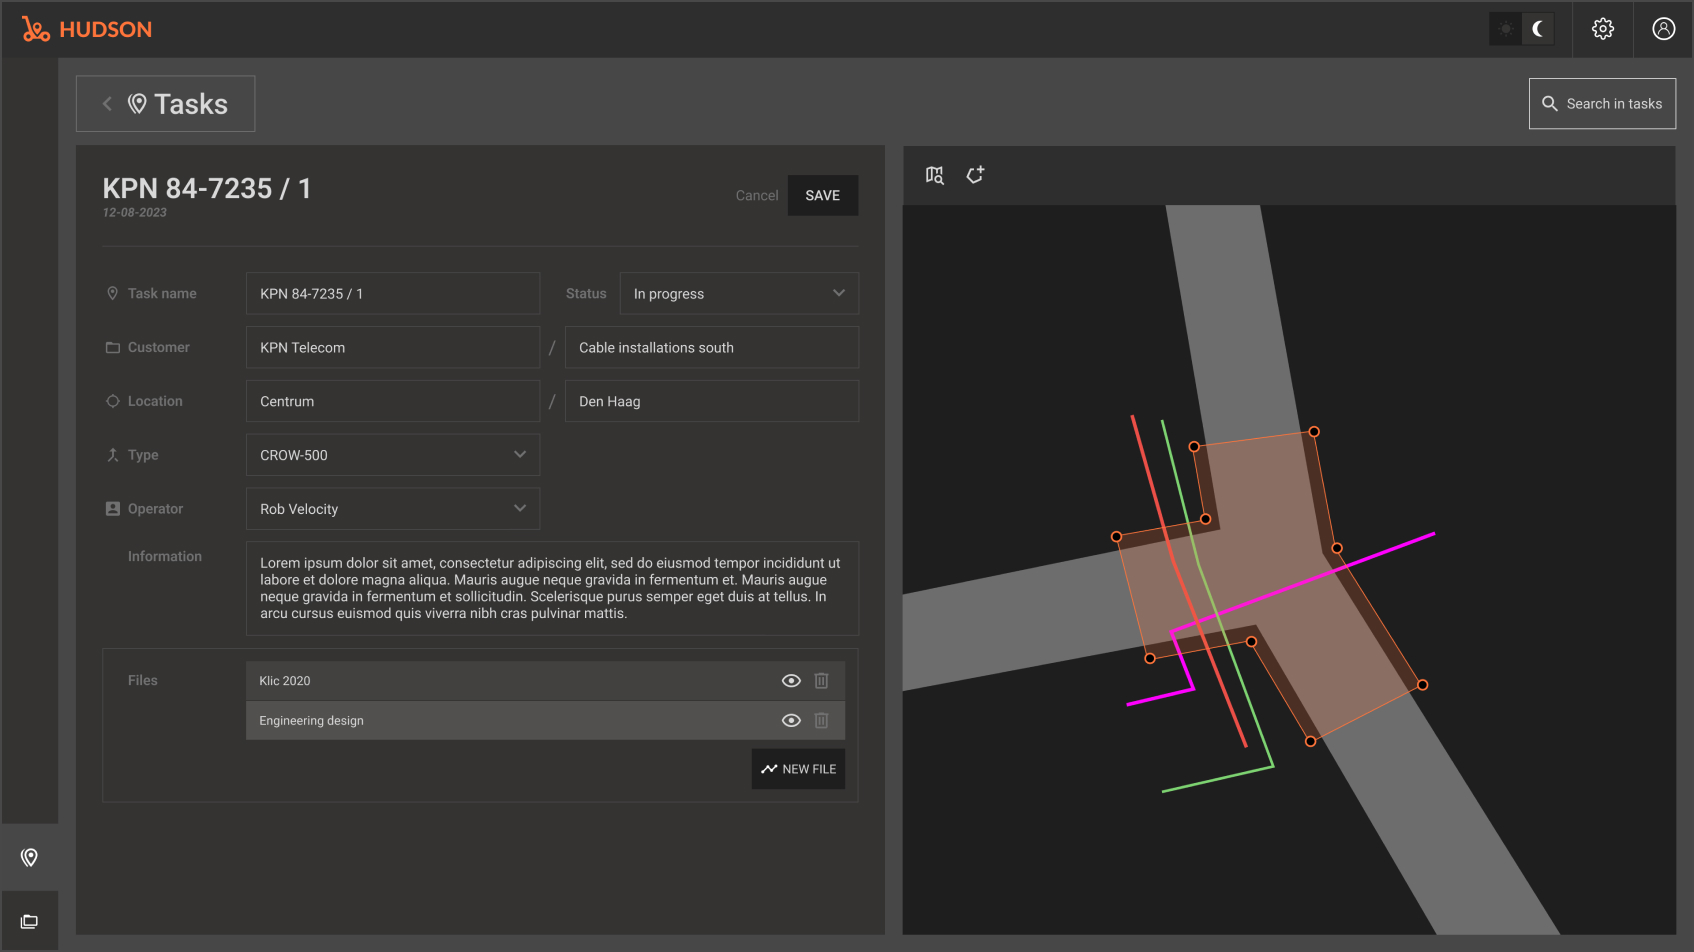 HUDSON
Tasks
Search in tasks
KPN 84-7235 / 1
12-08-2023
Cancel
SAVE
Task name
KPN 84-7235 / 1
Status
In progress
Customer
KPN Telecom
/
Cable installations south
Location
Centrum
/
Den Haag
Type
CROW-500
Operator
Rob Velocity
Information
Lorem ipsum dolor sit amet, consectetur adipiscing elit, sed do eiusmod tempor incididunt ut
labore et dolore magna aliqua. Mauris augue neque gravida in fermentum et. Mauris augue
neque gravida in fermentum et sollicitudin. Scelerisque purus semper eget duis at tellus. In
arcu cursus euismod quis viverra nibh cras pulvinar mattis.
Files
Klic 2020
Engineering design
NEW FILE